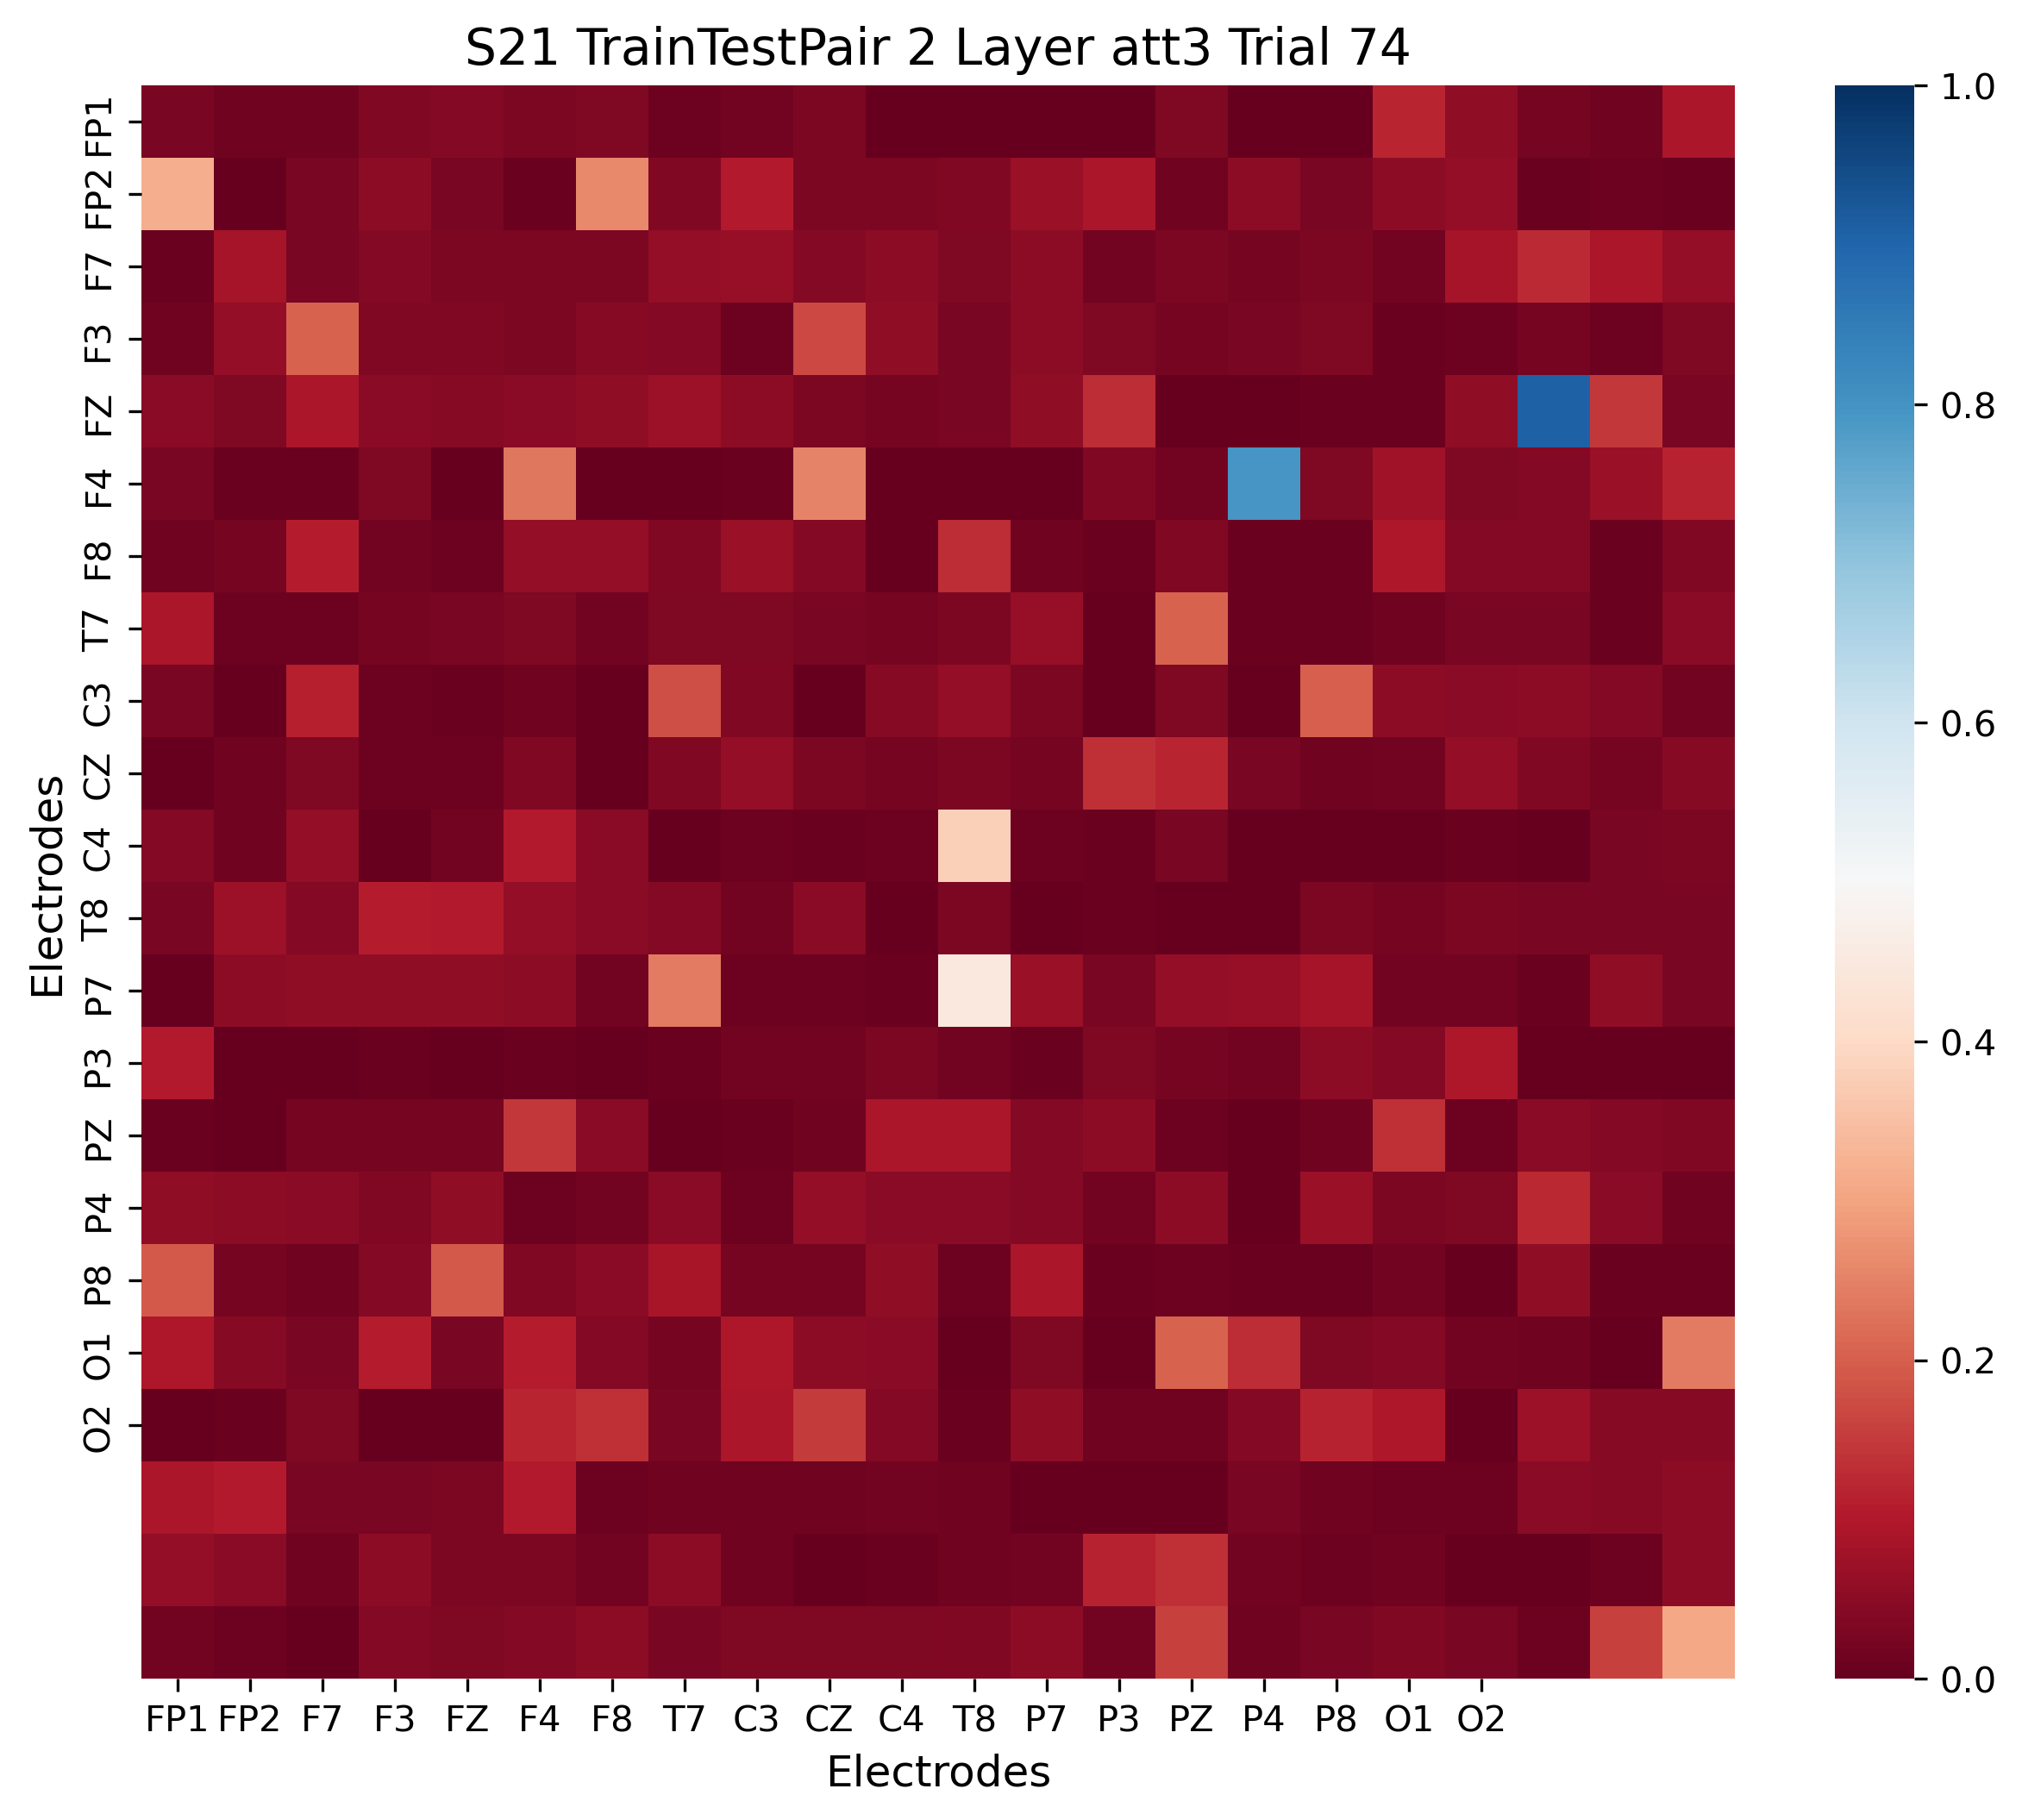 S21 TrainTestPair 2 Layer att3 Trial 74
Electrodes
FP1
FP2
F7
F3
FZ
F4
F8
T7
C3
CZ
C4
T8
P7
P3
PZ
P4
P8
O1
O2
FP1 FP2 F7 F3 FZ F4 F8 T7 C3 CZ C4 T8 P7 P3 PZ P4 P8 O1 O2
Electrodes
1.0
0.8
0.6
0.4
0.2
0.0